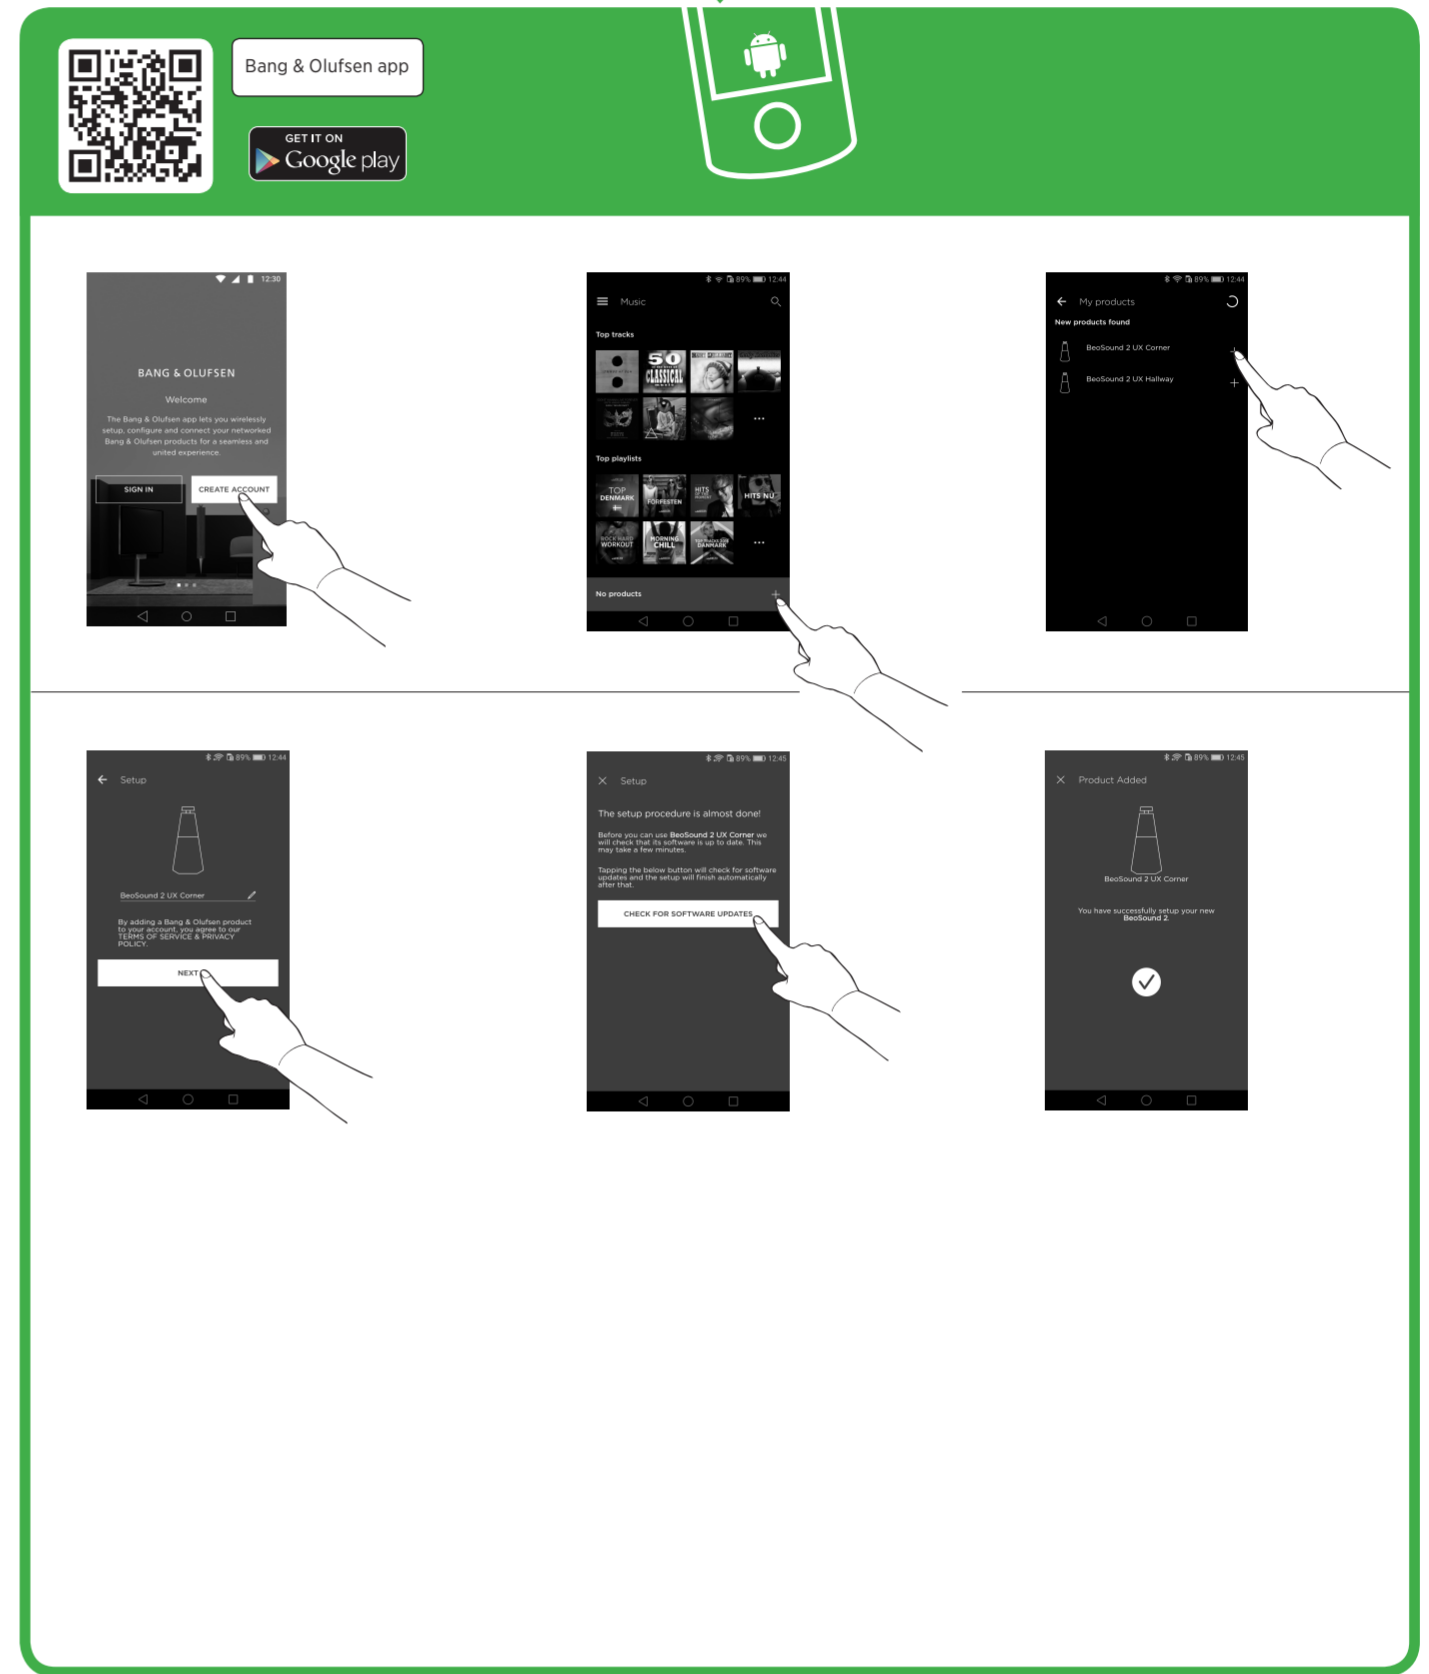 Bang & Olufsen app
GET IT ON
Google play
12:30
BANG & OLUFSEN
Welcome
The Bang & Olufsen app lets you wirelessly
setup, configure and connect your networked
Bang & Olufsen products for a seamless and
united experience.
SIGN IN
CREATE ACCOUNT
89% 12:44
Music
Top tracks
50
CLASSICAL
Top playlists
TOP
DENMARK
FÖRFESTEN
HITS
HITS NU
ROCK HARD
WORKOUT
MORNING
CHILL
DANMARK
No products
89% 12:44
My products
New products found
BeoSound 2 UX Corner
BeoSound 2 UX Hallway
89% 12:44
Setup
BeoSound 2 UX Corner
By adding a Bang & Olufsen product
to your account, you agree to our
TERMS OF SERVICE & PRIVACY
POLICY.
NEXT
89% 12:45
Setup
The setup procedure is almost done!
Before you can use BeoSound 2 UX Corner we
will check that its software is up to date. This
may take a few minutes.
Tapping the below button will check for software
updates and the setup will finish automatically
after that.
CHECK FOR SOFTWARE UPDATES
89% 12:45
Product Added
BeoSound 2 UX Corner
You have successfully setup your new
BeoSound 2.